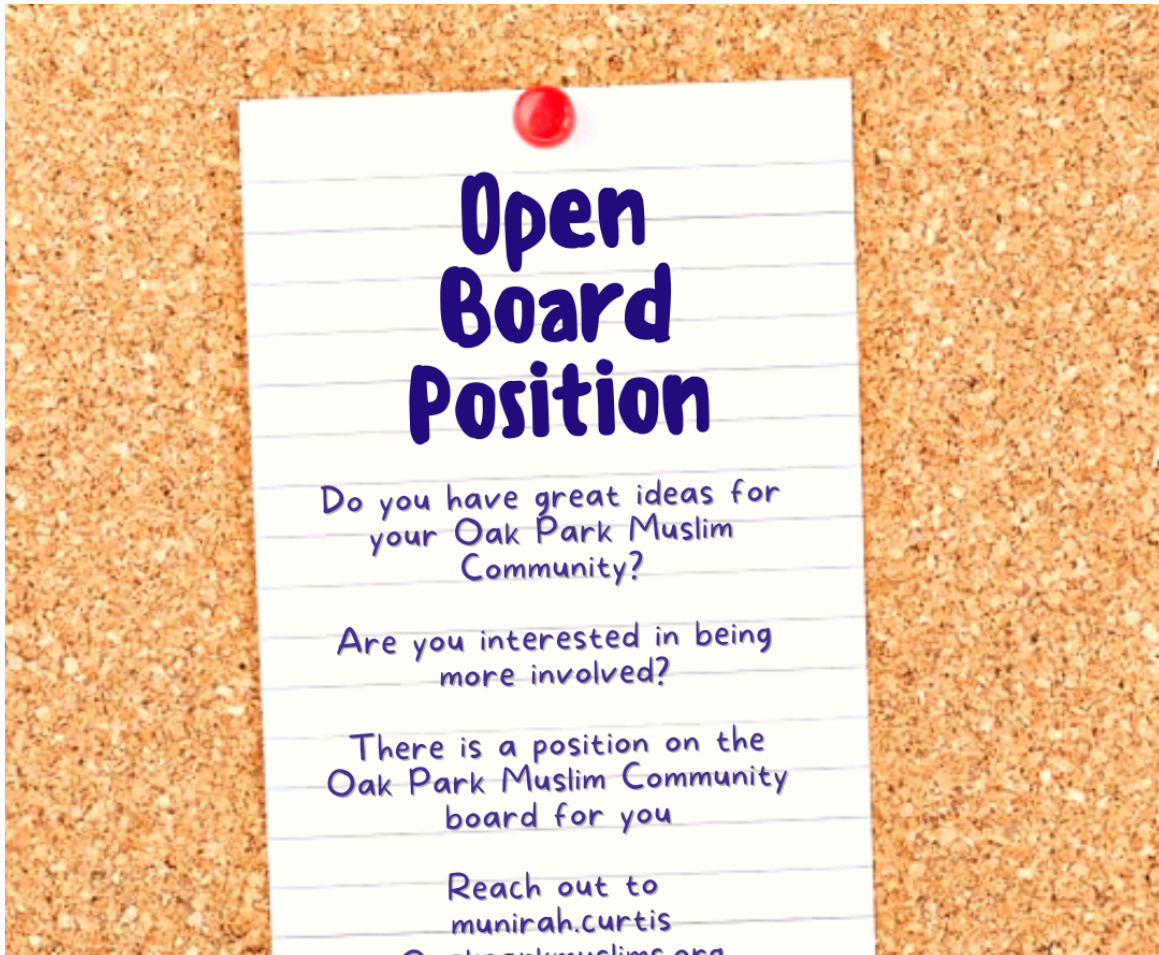 Open
Board
Position
Do you have great ideas for
your Oak Park Muslim
Community?
Are you interested in being
more involved?
There is a position on the
Oak Park Muslim Community
board for you
Reach out to
munirah.curtis
@oakparkmuslims.org